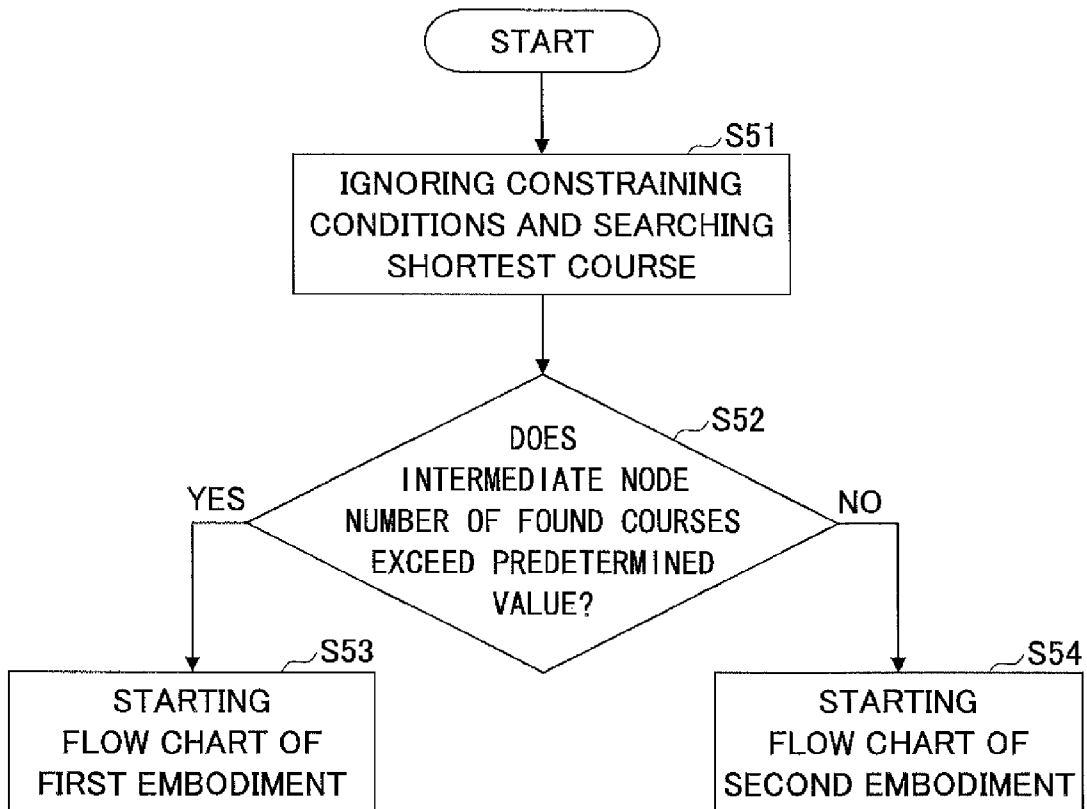 START
S51
IGNORING CONSTRAINING
CONDITIONS AND SEARCHING
SHORTEST COURSE
S52
DOES
INTERMEDIATE NODE
NUMBER OF FOUND COURSES
EXCEED PREDETERMINED
VALUE?
YES
NO
S53
STARTING
FLOW CHART OF
FIRST EMBODIMENT
S54
STARTING
FLOW CHART OF
SECOND EMBODIMENT